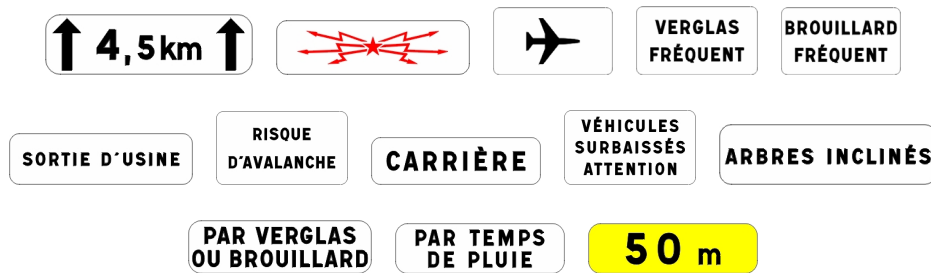 4,5km
VERGLAS
FRÉQUENT
BROUILLARD
FRÉQUENT
SORTIE D'USINE
RISQUE
D'AVALANCHE
CARRIÈRE
VÉHICULES
SURBAISSÉS
ATTENTION
ARBRES INCLINÉS
PAR VERGLAS
OU BROUILLARD
PAR TEMPS
DE PLUIE
50 m